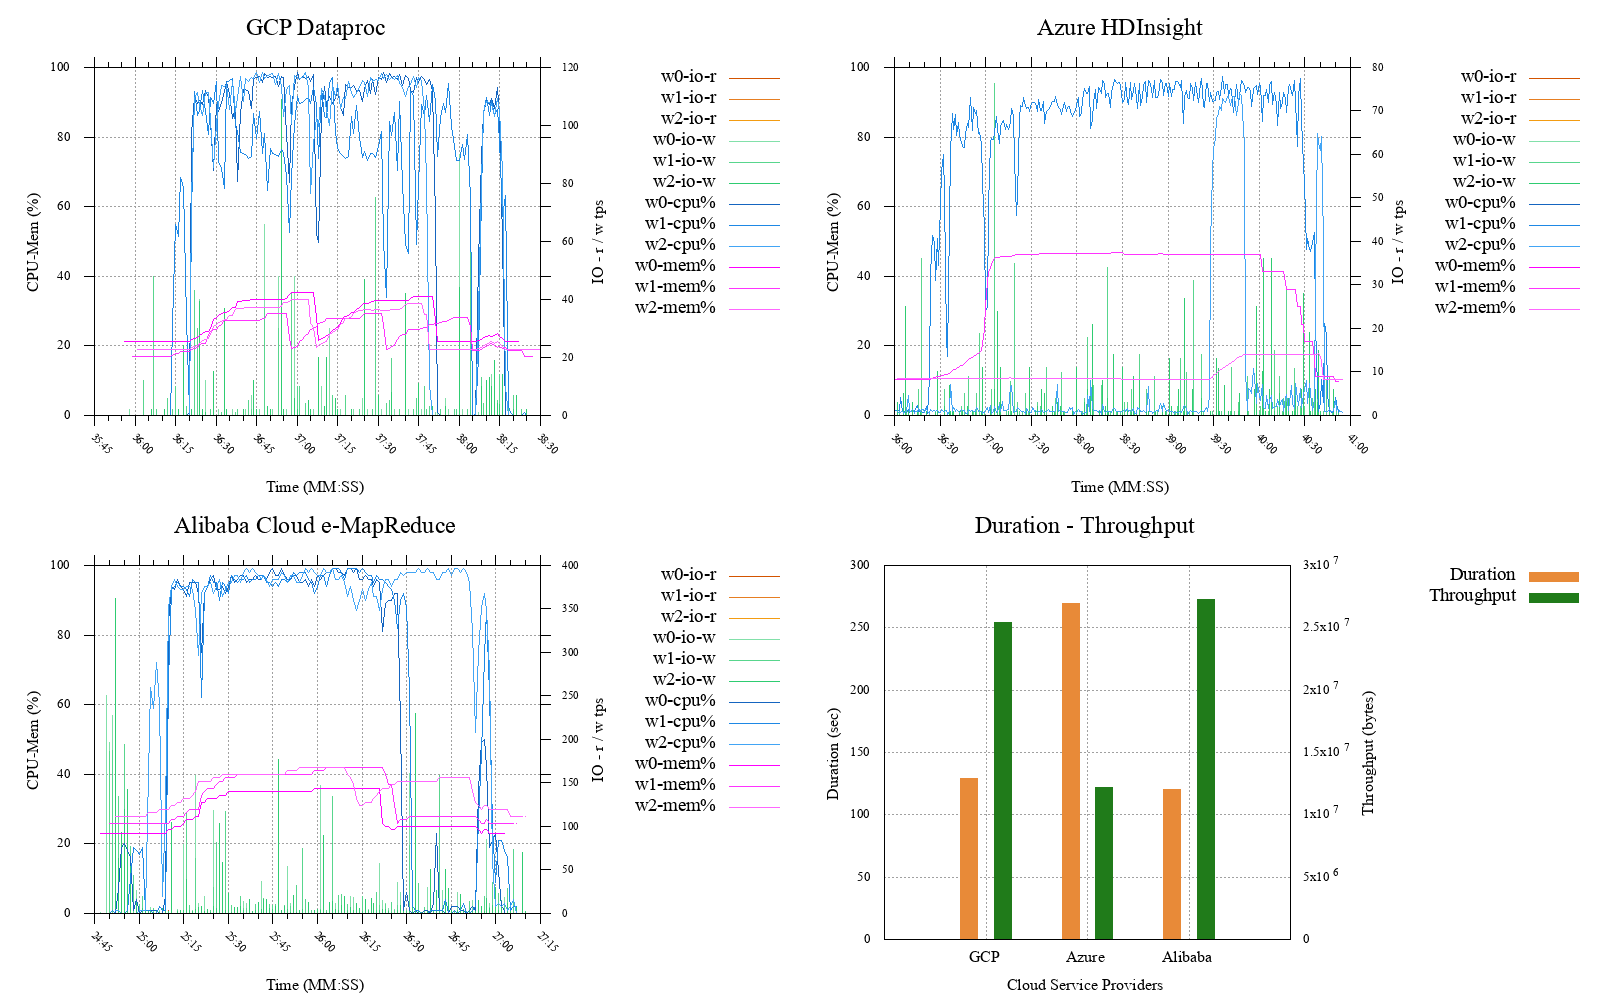 GCP Dataproc
100
80
60
40
20
0
120
100
80
60
40
20
0
CPU-Mem (%)
IO - r / w tps
35:45
36:00
36:15
36:30
36:45
37:00
37:15
37:30
37:45
38:00
38:15
38:30
Time (MM:SS)
w0-io-r
w1-io-r
w2-io-r
w0-io-w
w1-io-w
w2-io-w
w0-cpu%
w1-cpu%
w2-cpu%
w0-mem%
w1-mem%
w2-mem%
Azure HDInsight
100
80
60
40
20
0
80
70
60
50
40
30
20
10
0
CPU-Mem (%)
IO - r / w tps
36:00
36:30
37:00
37:30
38:00
38:30
39:00
39:30
40:00
40:30
41:00
Time (MM:SS)
w0-io-r
w1-io-r
w2-io-r
w0-io-w
w1-io-w
w2-io-w
w0-cpu%
w1-cpu%
w2-cpu%
w0-mem%
w1-mem%
w2-mem%
Alibaba Cloud e-MapReduce
100
80
60
40
20
0
400
350
300
250
200
150
100
50
0
CPU-Mem (%)
IO - r / w tps
24:45
25:00
25:15
25:30
25:45
26:00
26:15
26:30
26:45
27:00
27:15
Time (MM:SS)
w0-io-r
w1-io-r
w2-io-r
w0-io-w
w1-io-w
w2-io-w
w0-cpu%
w1-cpu%
w2-cpu%
w0-mem%
w1-mem%
w2-mem%
Duration - Throughput
300
250
200
150
100
50
0
3x10 7
2.5x10 7
2x10 7
1.5x10 7
1x10 7
5x10 6
0
Duration (sec)
Throughput (bytes)
GCP
Azure
Alibaba
Cloud Service Providers
Duration
Throughput